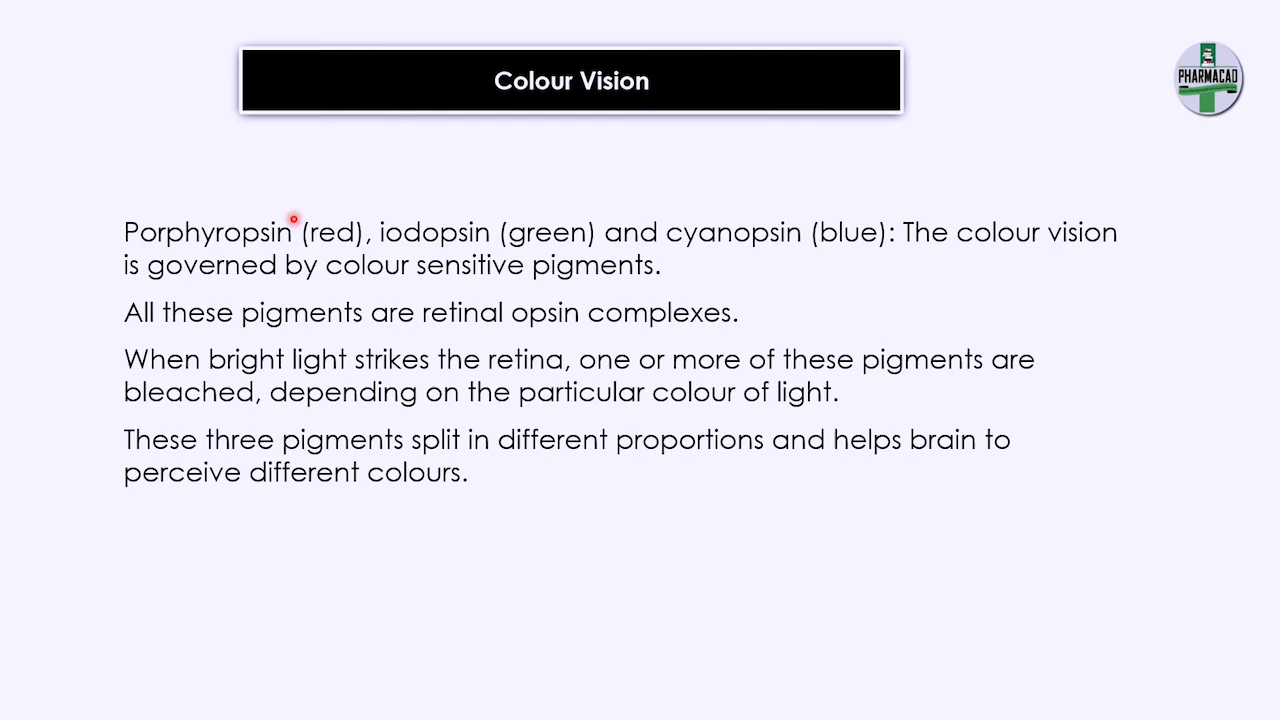 Colour Vision
PHARMACAD
Porphyropsin (red), iodopsin (green) and cyanopsin (blue): The colour vision
is governed by colour sensitive pigments.
All these pigments are retinal opsin complexes.
When bright light strikes the retina, one or more of these pigments are
bleached, depending on the particular colour of light.
These three pigments split in different proportions and helps brain to
perceive different colours.